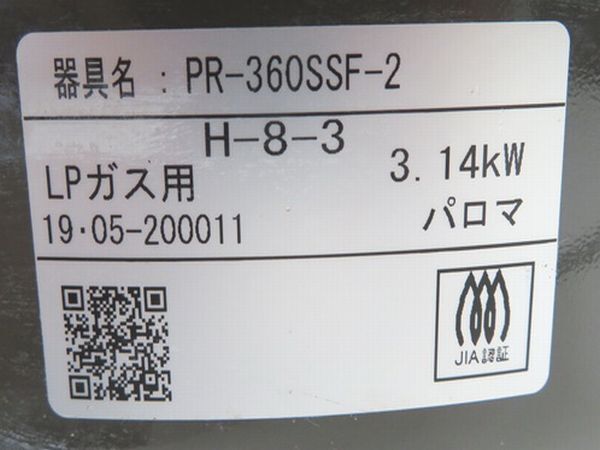 器具名 : PR-360SSF-2
H-8-3
LPガス用 3.14kW
19・05-200011 パロマ
JIA認証